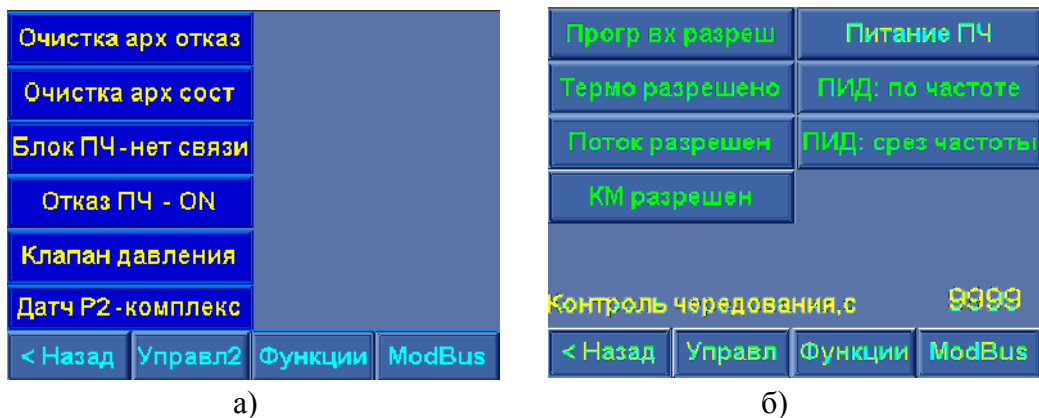 Очистка арх отказ
Очистка арх сост
Блок ПЧ-нет связи
Отказ ПЧ - ON
Клапан давления
Датч P2-комплекс
< Назад Управл2 Функции ModBus
а)
Прогр вх разреш Питание ПЧ
Термо разрешено ПИД: по частоте
Поток разрешен ПИД: срез частоты
КМ разрешен
Контроль чередования,с 9999
< Назад Управл Функции ModBus
б)